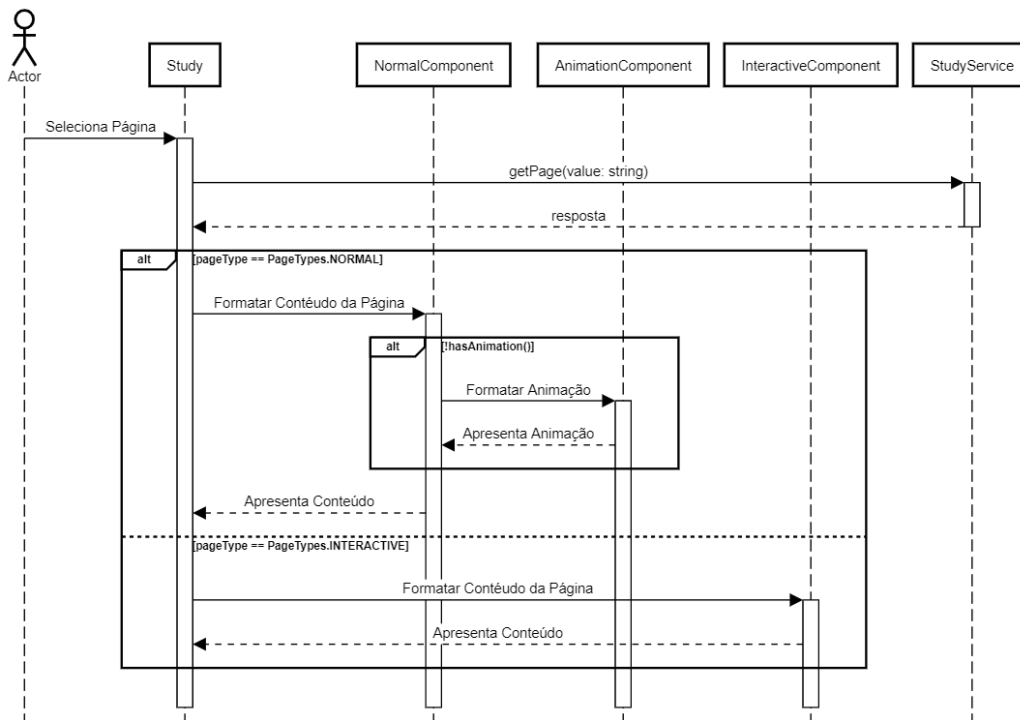 Actor
Study
NormalComponent
AnimationComponent
InteractiveComponent
StudyService
Seleciona Página
getPage(value: string)
resposta
alt
[pageType == PageTypes.NORMAL]
Formatar Contéudo da Página
alt
[!hasAnimation()]
Formatar Animação
Apresenta Animação
Apresenta Conteúdo
[pageType == PageTypes.INTERACTIVE]
Formatar Contéudo da Página
Apresenta Conteúdo